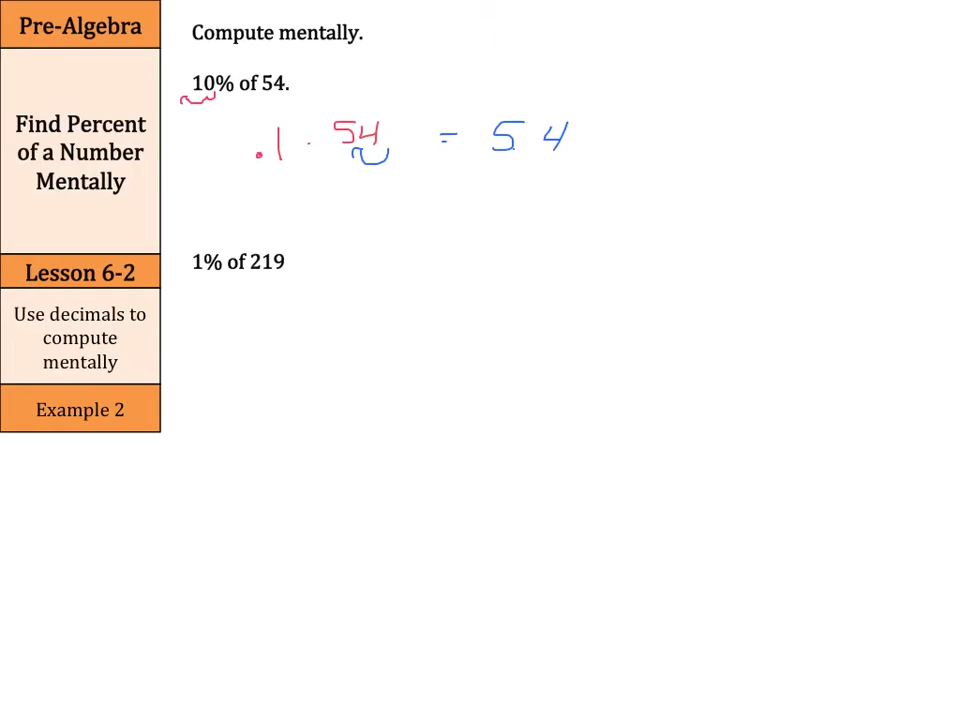 Pre-Algebra
Find Percent
of a Number
Mentally
Lesson 6-2
Use decimals to
compute
mentally
Example 2
Compute mentally.
10% of 54.
.1 · 54 = 5 4
1% of 219